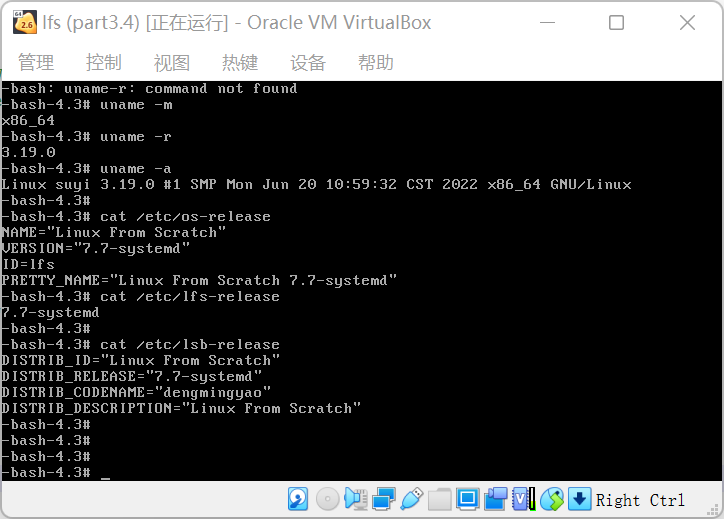 64
2.6
lfs (part3.4) [正在运行] - Oracle VM VirtualBox
管理 控制 视图 热键 设备 帮助
-bash: uname-r: command not found
-bash-4.3# uname -m
x86_64
-bash-4.3# uname -r
3.19.0
-bash-4.3# uname -a
Linux suyi 3.19.0 #1 SMP Mon Jun 20 10:59:32 CST 2022 x86_64 GNU/Linux
-bash-4.3#
-bash-4.3# cat /etc/os-release
NAME="Linux From Scratch"
VERSION="7.7-systemd"
ID=lfs
PRETTY_NAME="Linux From Scratch 7.7-systemd"
-bash-4.3# cat /etc/lfs-release
7.7-systemd
-bash-4.3#
-bash-4.3# cat /etc/lsb-release
DISTRIB_ID="Linux From Scratch"
DISTRIB_RELEASE="7.7-systemd"
DISTRIB_CODENAME="dengmingyao"
DISTRIB_DESCRIPTION="Linux From Scratch"
-bash-4.3#
-bash-4.3#
-bash-4.3#
-bash-4.3# _
Right Ctrl